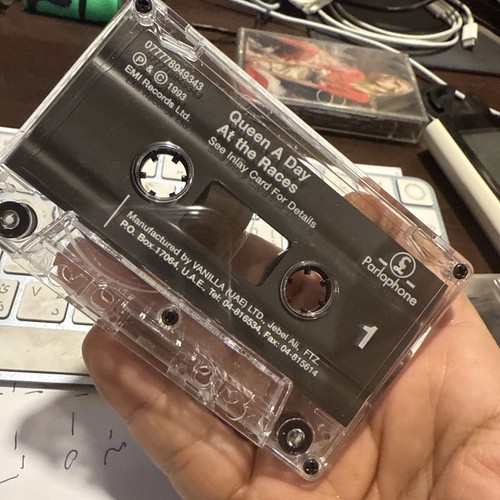 077778949343
Ⓟ & © 1993
EMI Records Ltd.
Queen A Day
At the Races
See Inlay Card For Details
Manufactured by VANILLA (UAE) LTD., Jebel Ali, FTZ.
P.O. Box.17064, U.A.E., Tel: 04-816534, Fax: 04-815614
£
Parlophone
1